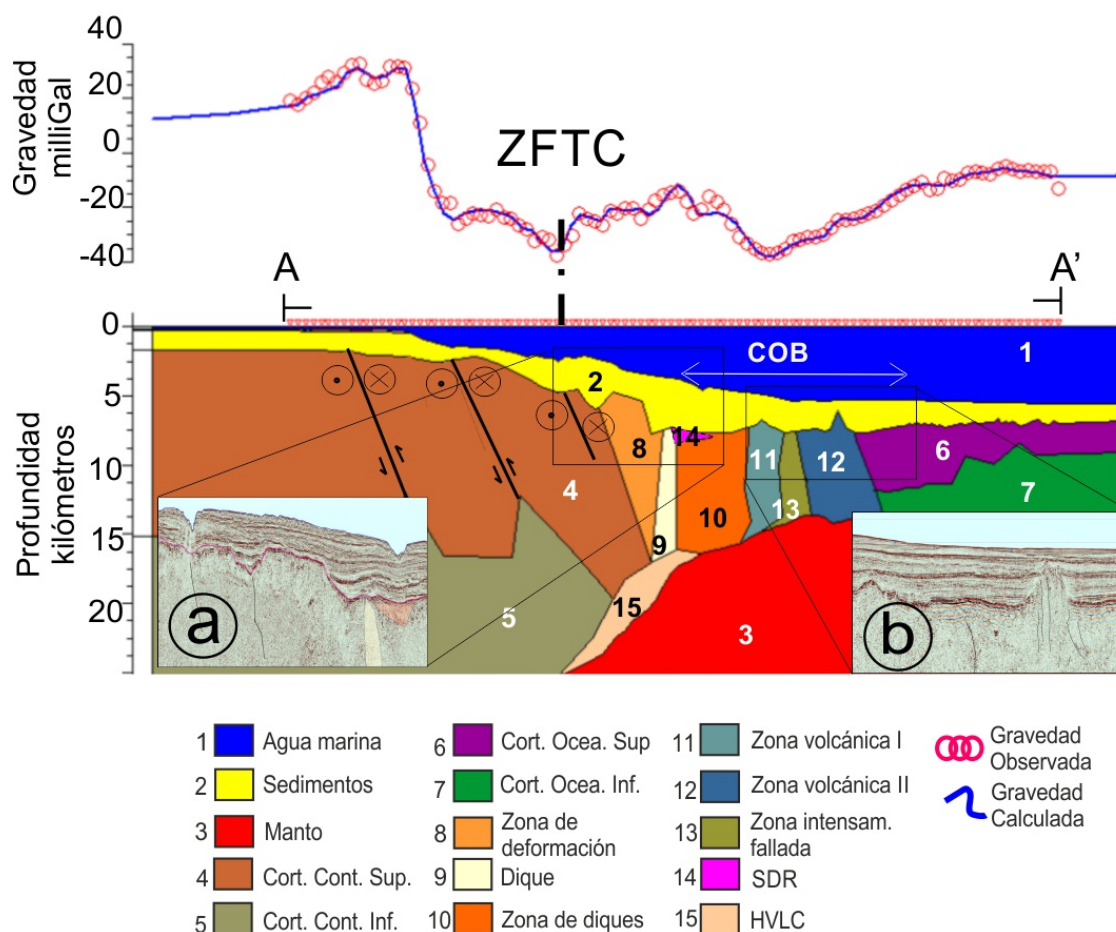 Gravedad
milliGal
40
20
0
-20
-40
ZFTC
A
A’
Profundidad
kilómetros
0
5
10
15
20
COB
1
2
14
8
11
12
6
4
10
13
7
9
15
5
3
a
b
1 Agua marina
2 Sedimentos
3 Manto
4 Cort. Cont. Sup.
5 Cort. Cont. Inf.
6 Cort. Ocea. Sup
7 Cort. Ocea. Inf.
8 Zona de
deformación
9 Dique
10 Zona de diques
11 Zona volcánica I
12 Zona volcánica II
13 Zona intensam.
fallada
14 SDR
15 HVLC
Gravedad
Observada
Gravedad
Calculada